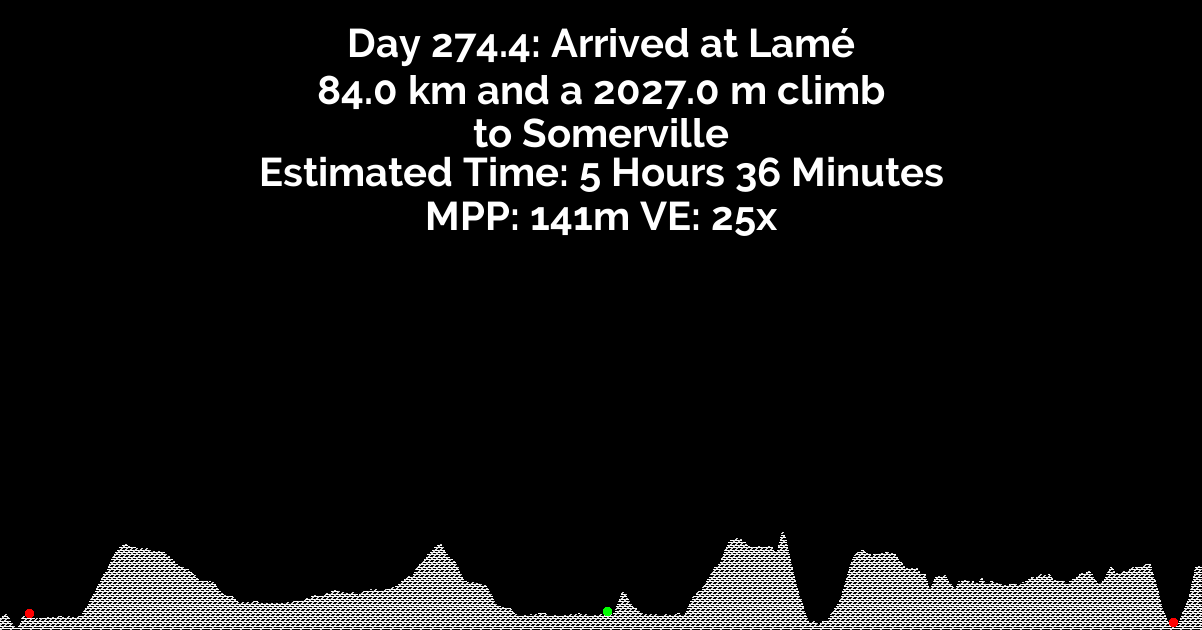 Day 274.4: Arrived at Lamé
84.0 km and a 2027.0 m climb
to Somerville
Estimated Time: 5 Hours 36 Minutes
MPP: 141m VE: 25x